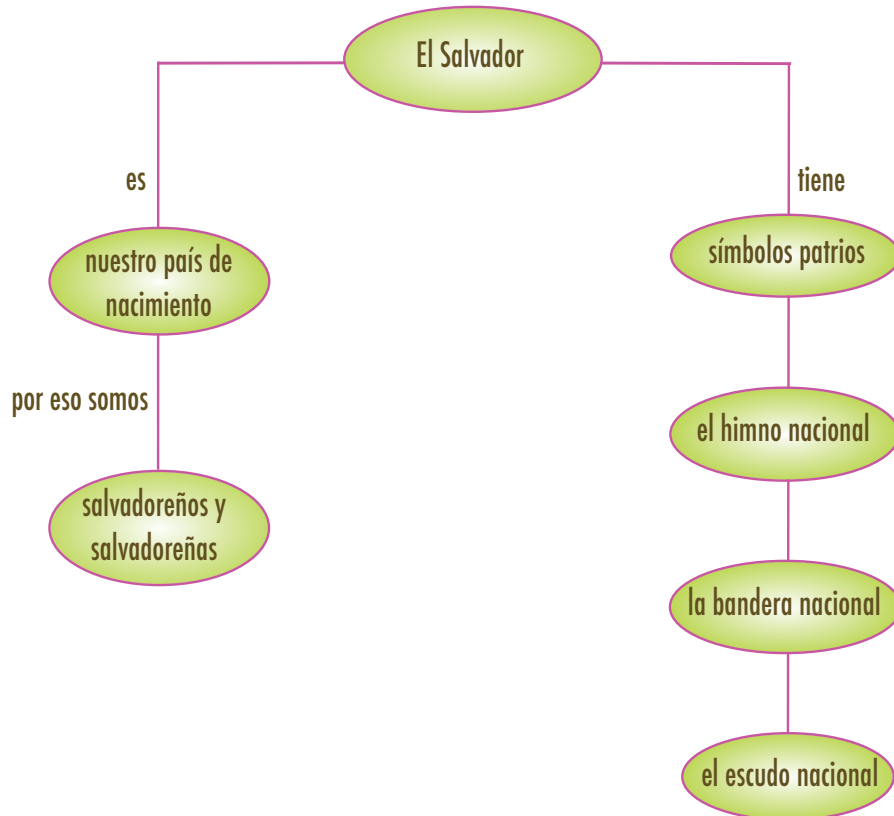 El Salvador
es
nuestro país de
nacimiento
por eso somos
salvadoreños y
salvadoreñas
tiene
símbolos patrios
el himno nacional
la bandera nacional
el escudo nacional